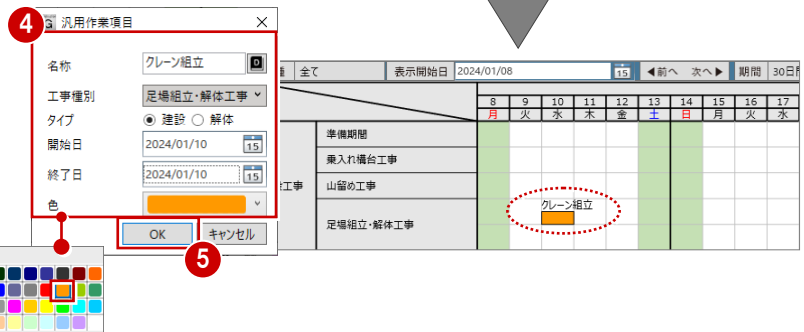 4
G 汎用作業項目
名称 クレーン組立 D
工事種別 足場組立・解体工事
タイプ 建設 解体
開始日 2024/01/10 15
終了日 2024/01/10 15
色
OK キャンセル
5
全て 表示開始日 2024/01/08 15 ◀前へ 次へ▶ 期間 30日
8 9 10 11 12 13 14 15 16 17
月 火 水 木 金 土 日 月 火 水
準備期間
乗入れ構台工事
工事 山留め工事
クレーン組立
足場組立・解体工事